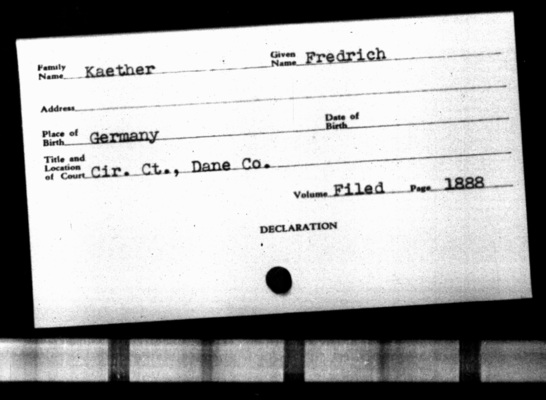 Family Name Kaether Given Name Fredrich
Address
Place of Birth Germany Date of Birth
Title and Location of Court Cir. Ct., Dane Co.
Volume Filed Page 1888
DECLARATION